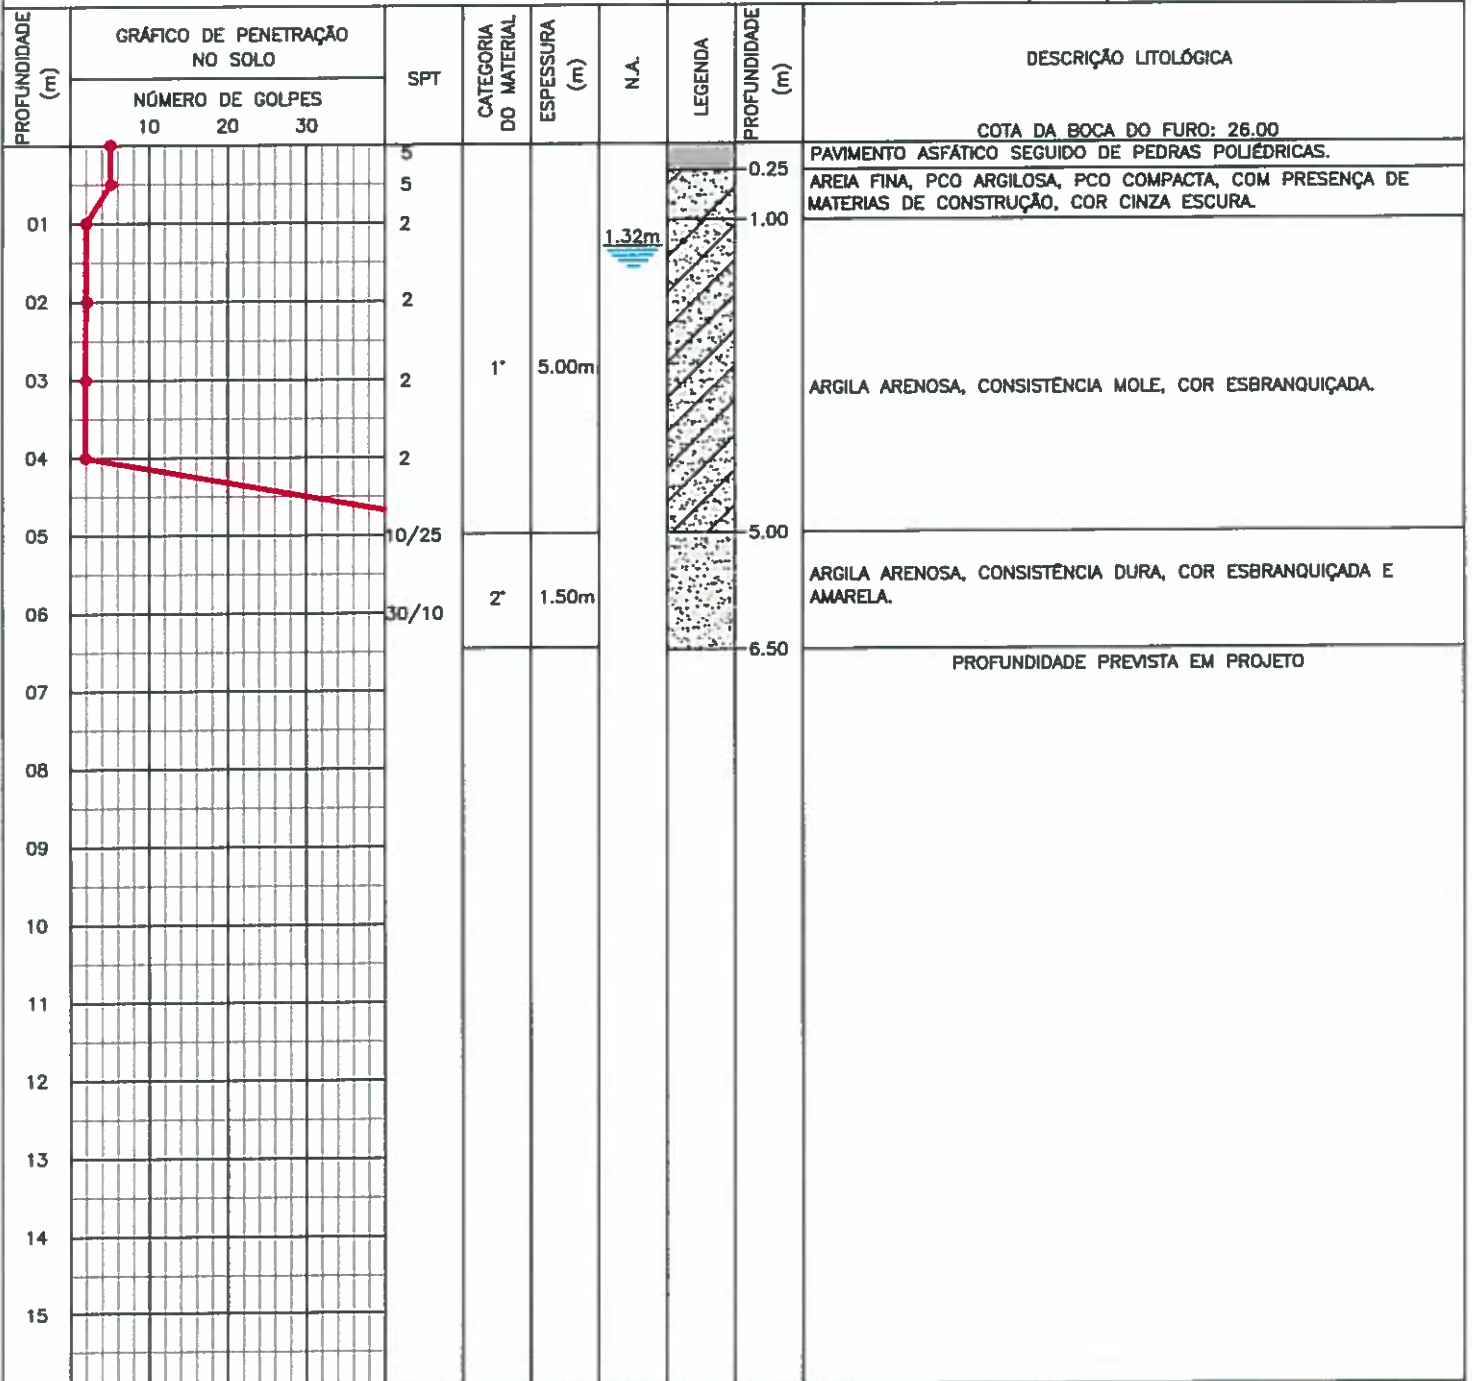 PROFUNDIDADE
(m)
GRÁFICO DE PENETRAÇÃO
NO SOLO
NÚMERO DE GOLPES
10 20 30
SPT
CATEGORIA
DO MATERIAL
ESPESSURA
(m)
N.A.
LEGENDA
PROFUNDIDADE
(m)
DESCRIÇÃO LITOLÓGICA
COTA DA BOCA DO FURO: 26.00
5
PAVIMENTO ASFÁTICO SEGUIDO DE PEDRAS POLIÉDRICAS.
0.25
5
AREIA FINA, PCO ARGILOSA, PCO COMPACTA, COM PRESENÇA DE
MATERIAS DE CONSTRUÇÃO, COR CINZA ESCURA.
01 2 1.00
1.32m
02 2
1° 5.00m
03 2
ARGILA ARENOSA, CONSISTÊNCIA MOLE, COR ESBRANQUIÇADA.
04 2
05 10/25 5.00
ARGILA ARENOSA, CONSISTÊNCIA DURA, COR ESBRANQUIÇADA E
AMARELA.
2° 1.50m
06 30/10
6.50
PROFUNDIDADE PREVISTA EM PROJETO
07
08
09
10
11
12
13
14
15